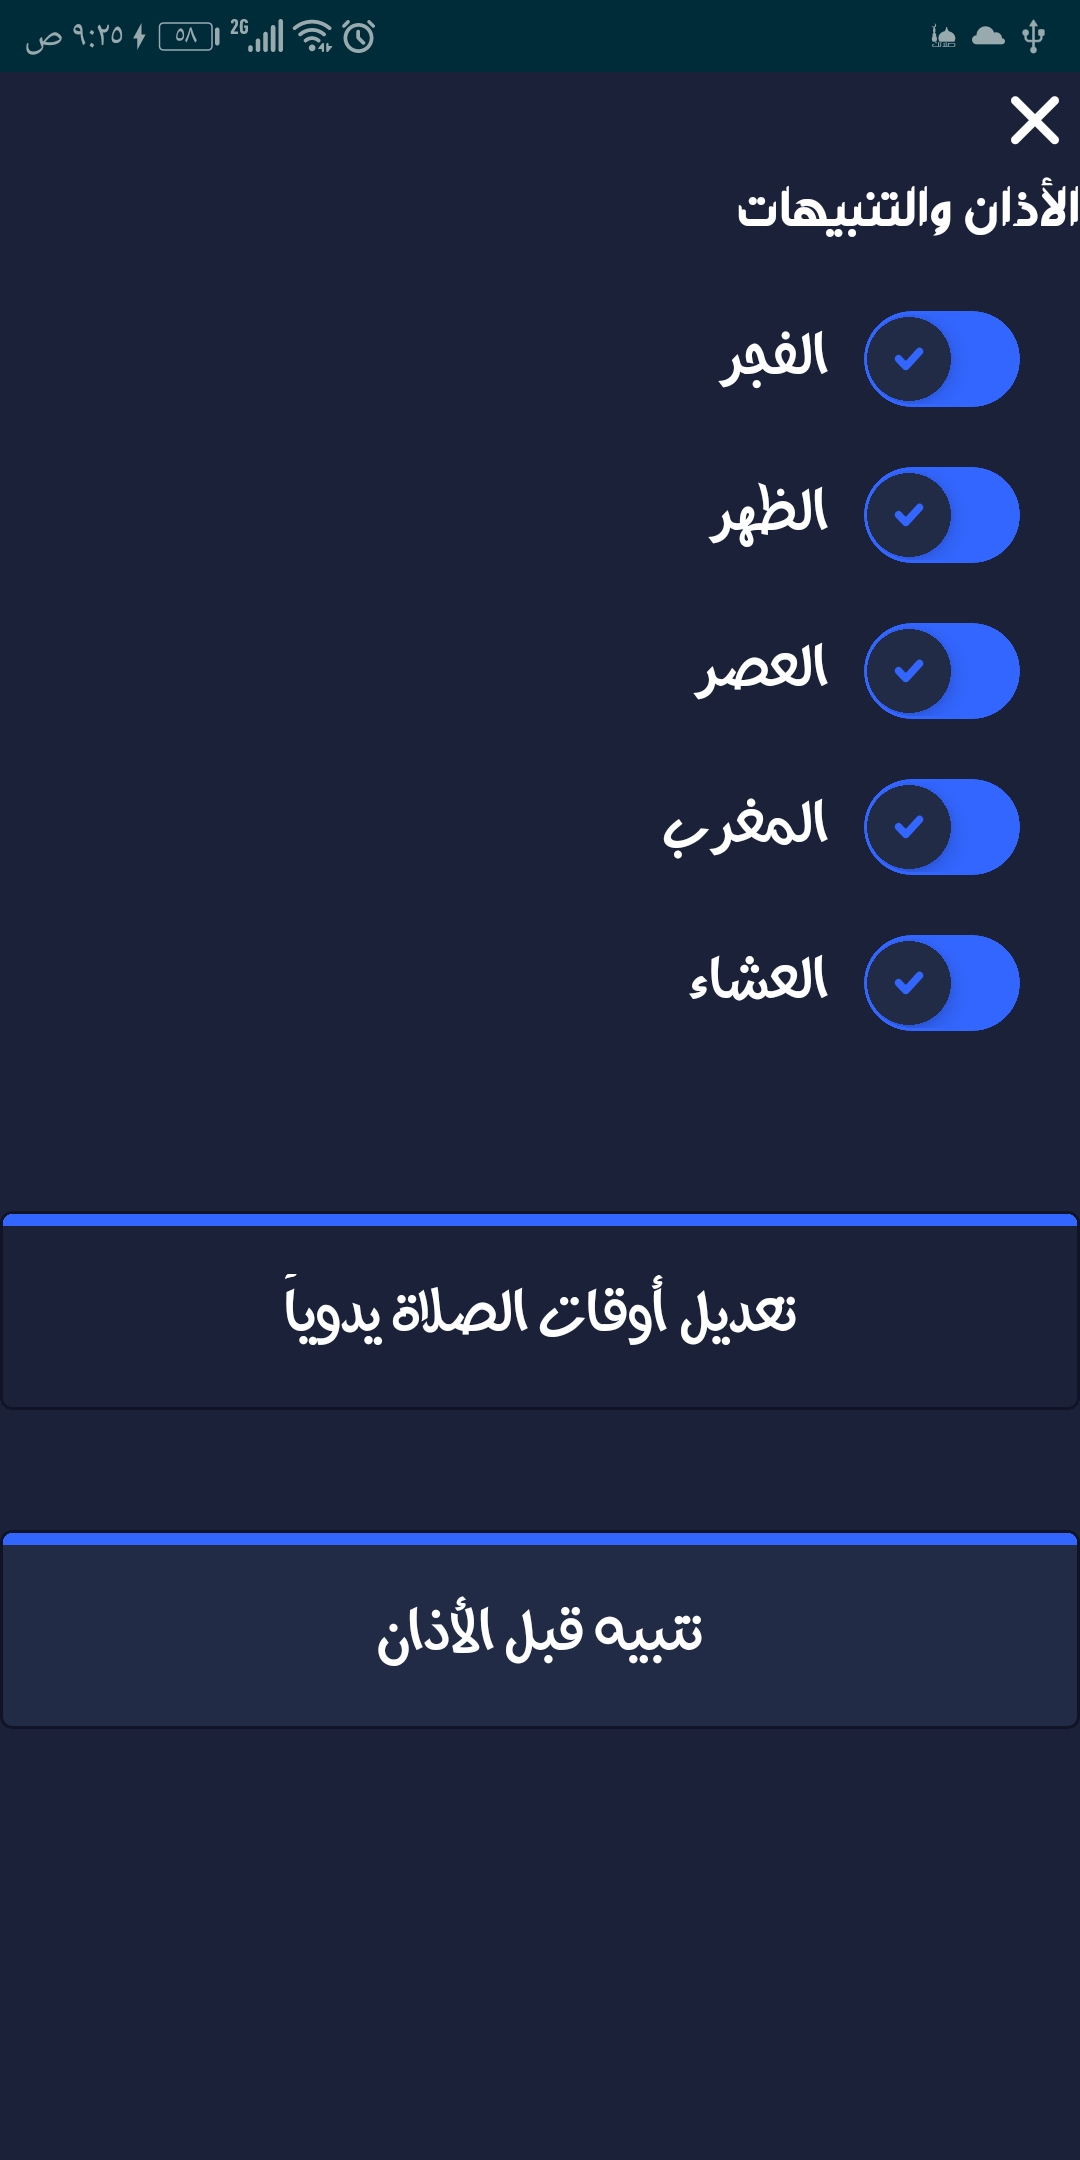 ٩:٢٥ ص ٥٨ 2G
الأذان والتنبيهات
الفجر
الظهر
العصر
المغرب
العشاء
تعديل أوقات الصلاة يدوياً
تنبيه قبل الأذان